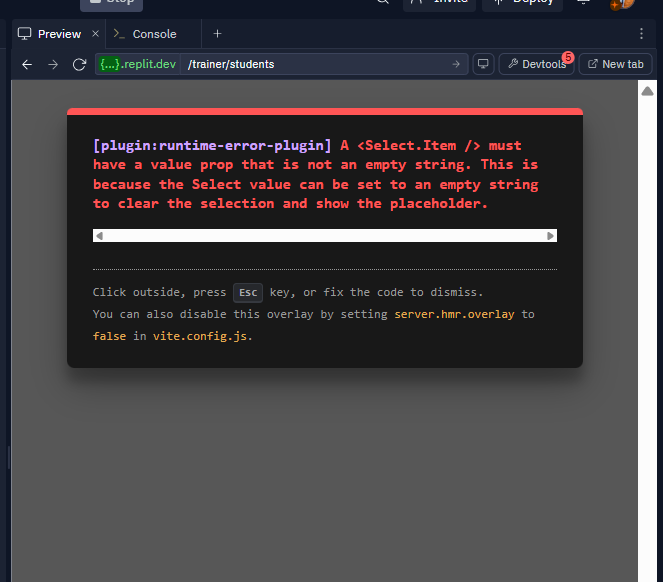 Stop
Invite
Deploy
Preview × >_ Console +
{...}.replit.dev /trainer/students → Devtools 5 New tab
[plugin:runtime-error-plugin] A <Select.Item /> must
have a value prop that is not an empty string. This is
because the Select value can be set to an empty string
to clear the selection and show the placeholder.
Click outside, press Esc key, or fix the code to dismiss.
You can also disable this overlay by setting server.hmr.overlay to
false in vite.config.js.